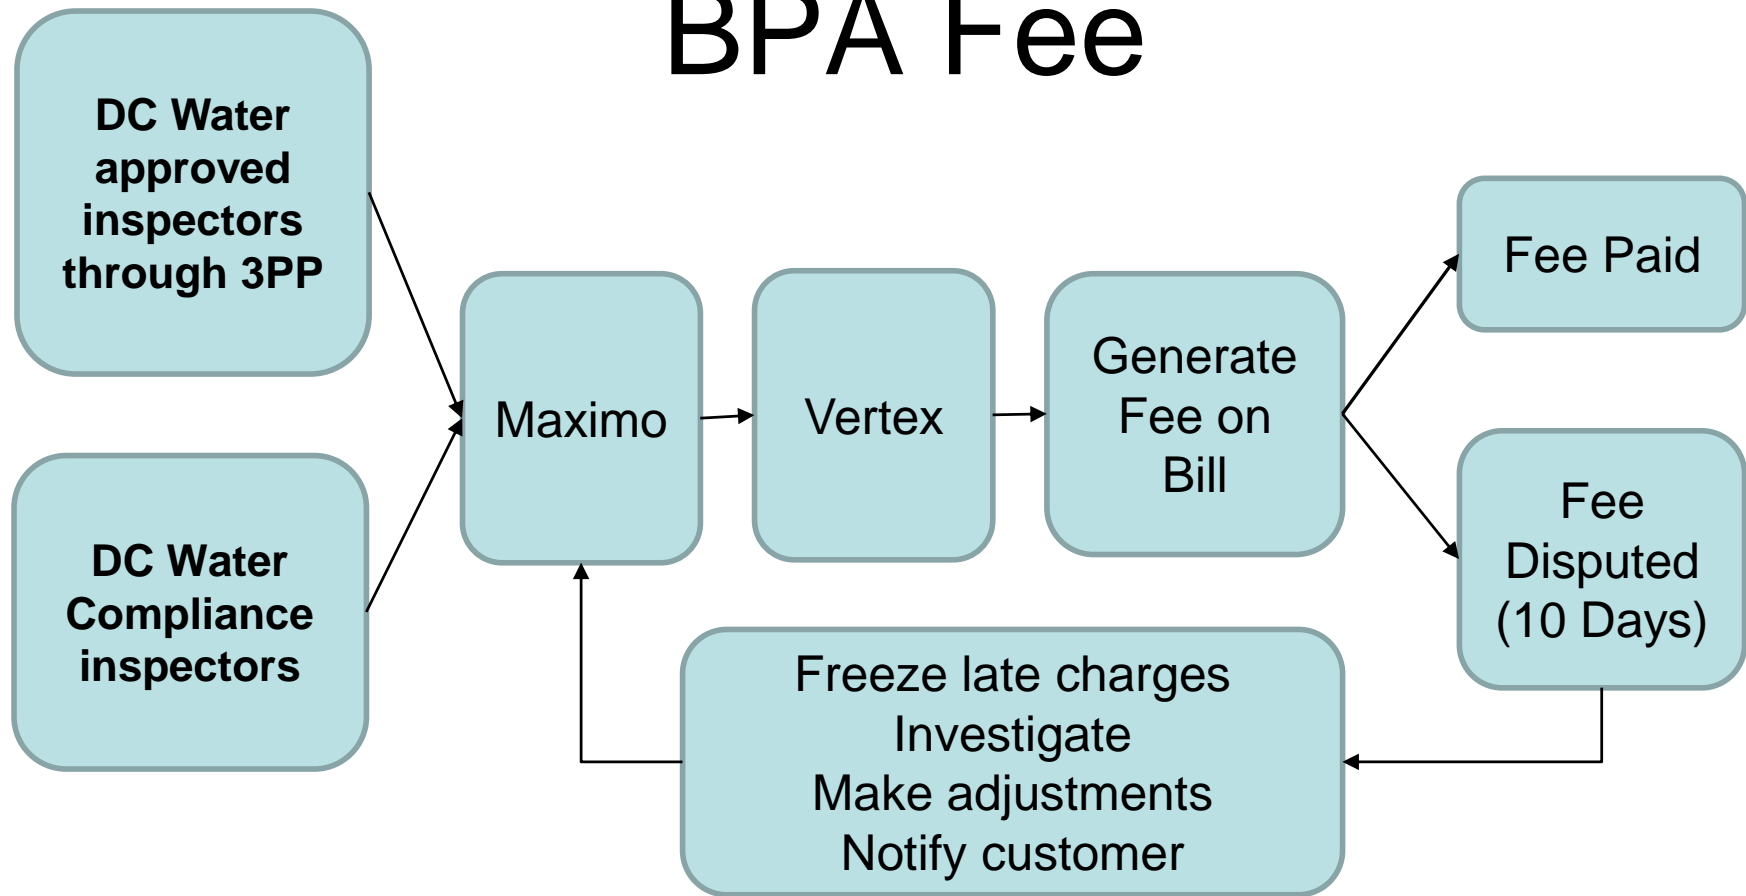 BPA Fee
DC Water
approved
inspectors
through 3PP
DC Water
Compliance
inspectors
Maximo
Vertex
Generate
Fee on
Bill
Fee Paid
Fee
Disputed
(10 Days)
Freeze late charges
Investigate
Make adjustments
Notify customer